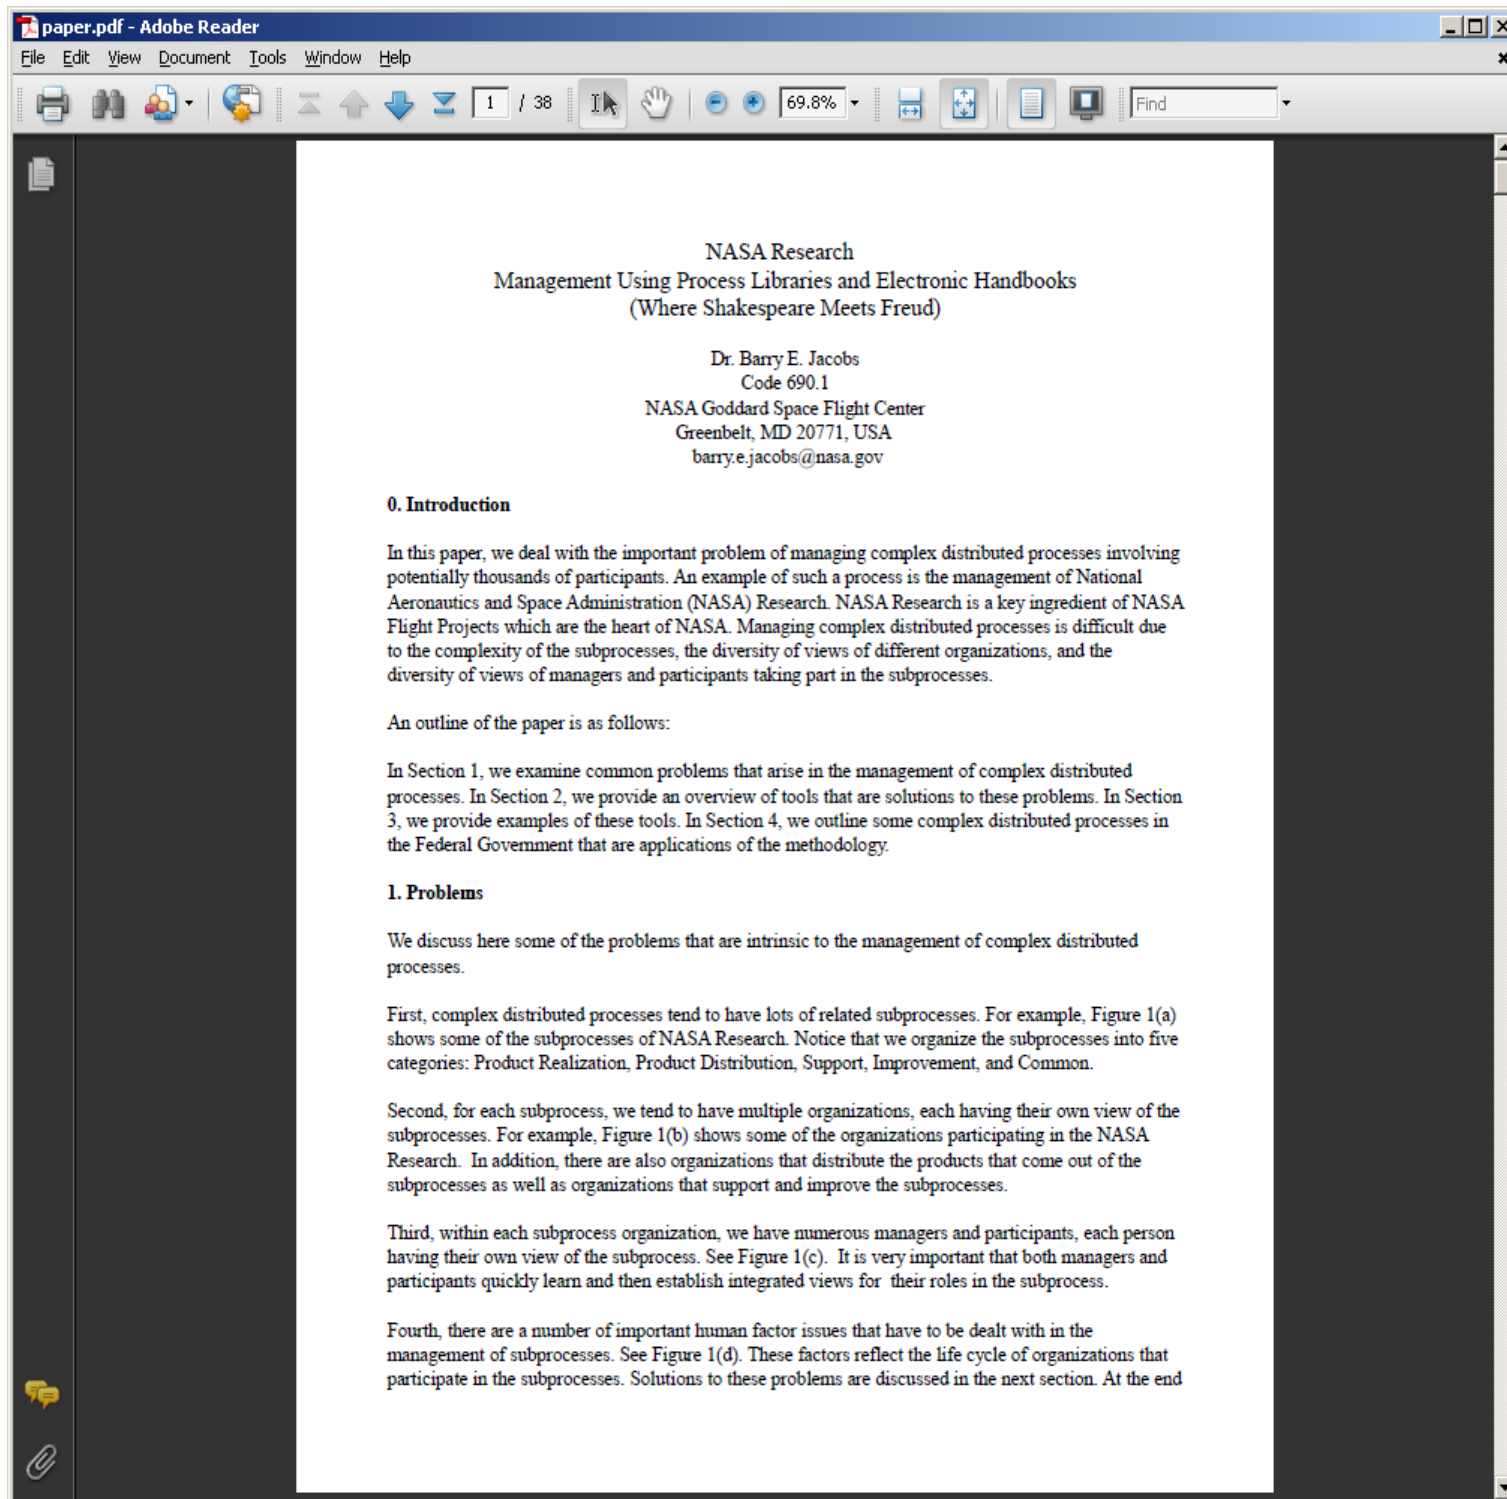 paper.pdf - Adobe Reader
File Edit View Document Tools Window Help
1 / 38 69.8% Find
NASA Research
Management Using Process Libraries and Electronic Handbooks
(Where Shakespeare Meets Freud)
Dr. Barry E. Jacobs
Code 690.1
NASA Goddard Space Flight Center
Greenbelt, MD 20771, USA
barry.e.jacobs@nasa.gov
0. Introduction
In this paper, we deal with the important problem of managing complex distributed processes involving
potentially thousands of participants. An example of such a process is the management of National
Aeronautics and Space Administration (NASA) Research. NASA Research is a key ingredient of NASA
Flight Projects which are the heart of NASA. Managing complex distributed processes is difficult due
to the complexity of the subprocesses, the diversity of views of different organizations, and the
diversity of views of managers and participants taking part in the subprocesses.
An outline of the paper is as follows:
In Section 1, we examine common problems that arise in the management of complex distributed
processes. In Section 2, we provide an overview of tools that are solutions to these problems. In Section
3, we provide examples of these tools. In Section 4, we outline some complex distributed processes in
the Federal Government that are applications of the methodology.
1. Problems
We discuss here some of the problems that are intrinsic to the management of complex distributed
processes.
First, complex distributed processes tend to have lots of related subprocesses. For example, Figure 1(a)
shows some of the subprocesses of NASA Research. Notice that we organize the subprocesses into five
categories: Product Realization, Product Distribution, Support, Improvement, and Common.
Second, for each subprocess, we tend to have multiple organizations, each having their own view of the
subprocesses. For example, Figure 1(b) shows some of the organizations participating in the NASA
Research. In addition, there are also organizations that distribute the products that come out of the
subprocesses as well as organizations that support and improve the subprocesses.
Third, within each subprocess organization, we have numerous managers and participants, each person
having their own view of the subprocess. See Figure 1(c). It is very important that both managers and
participants quickly learn and then establish integrated views for their roles in the subprocess.
Fourth, there are a number of important human factor issues that have to be dealt with in the
management of subprocesses. See Figure 1(d). These factors reflect the life cycle of organizations that
participate in the subprocesses. Solutions to these problems are discussed in the next section. At the end